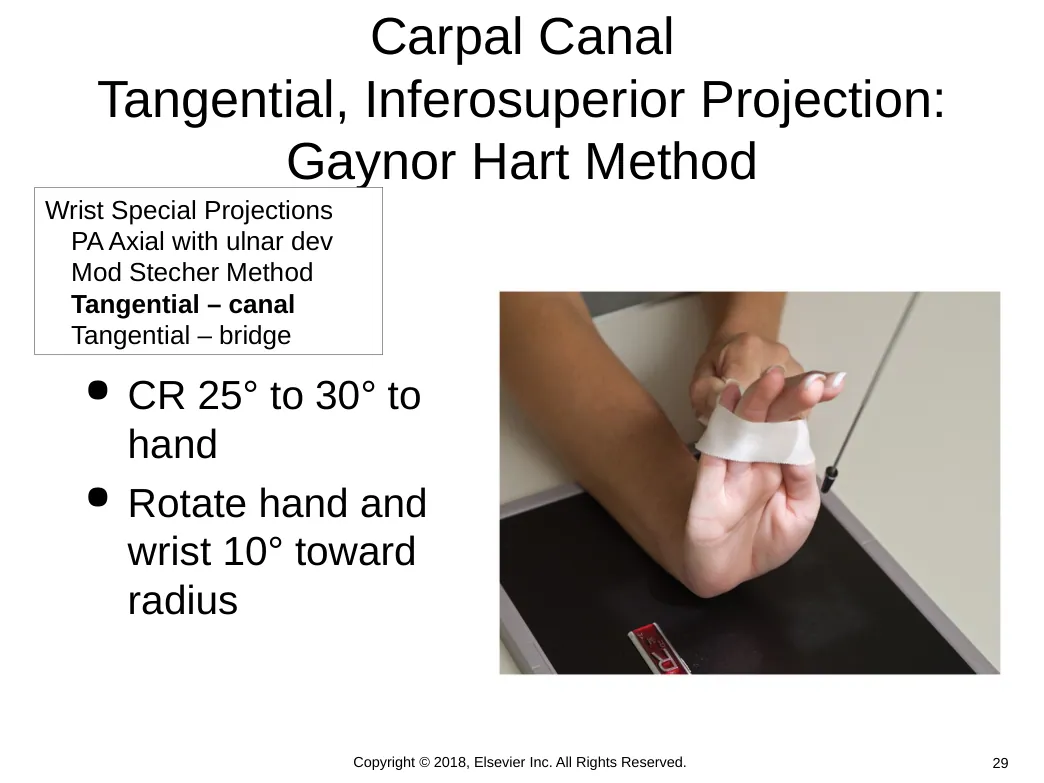 Carpal Canal
Tangential, Inferosuperior Projection:
Gaynor Hart Method
Wrist Special Projections
PA Axial with ulnar dev
Mod Stecher Method
Tangential – canal
Tangential – bridge
• CR 25° to 30° to
hand
• Rotate hand and
wrist 10° toward
radius
Copyright © 2018, Elsevier Inc. All Rights Reserved.
29